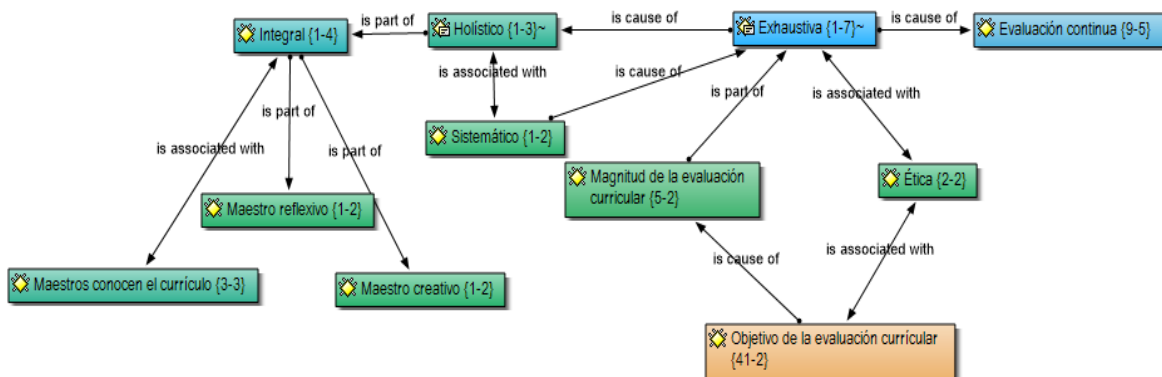 is part of
is cause of
is cause of
Integral {1-4}
Holístico {1-3}~
Exhaustiva {1-7}~
Evaluación continua {9-5}
is associated with
is cause of
is part of
is associated with
is part of
is associated with
is part of
Sistemático {1-2}
Magnitud de la evaluación
curricular {5-2}
Ética {2-2}
Maestro reflexivo {1-2}
is cause of
is associated with
Maestros conocen el currículo {3-3}
Maestro creativo {1-2}
Objetivo de la evaluación currícular
{41-2}